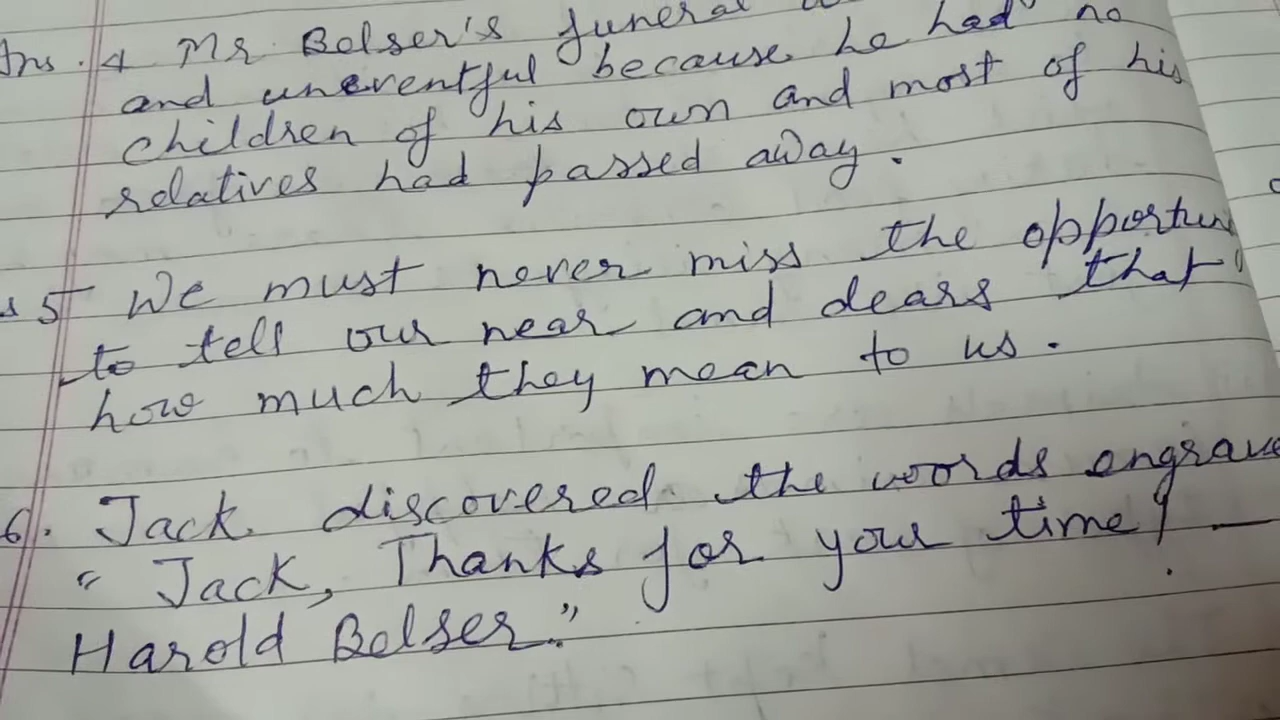 Ans. 4 Mr Belser's funeral
and uneventful because he had no
children of his own and most of his
relatives had passed away.
5 We must never miss the opportun
to tell our near and dears that
how much they mean to us.
6. Jack discovered the words engrave
"Jack, Thanks for your time! —
Harold Belser."